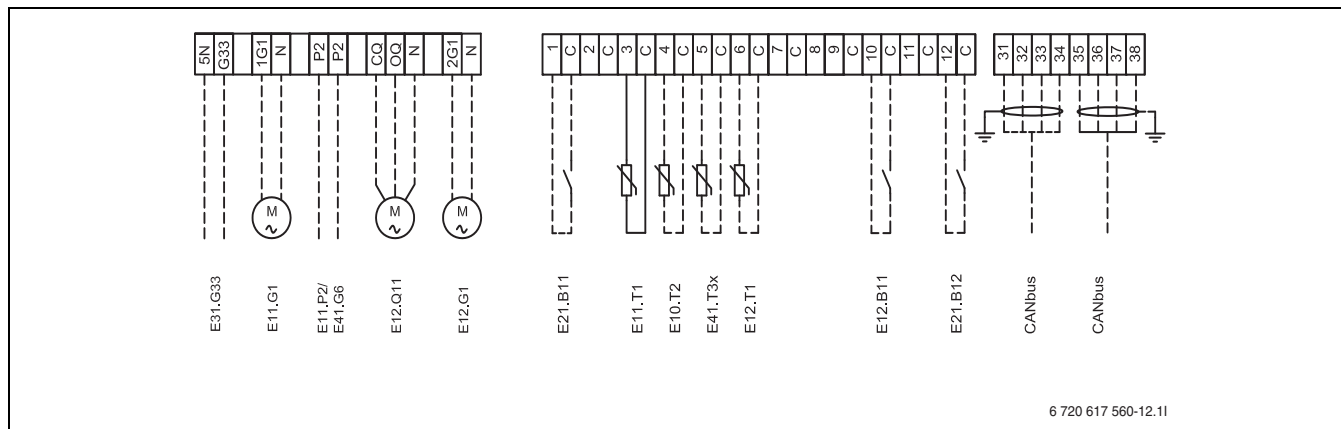 5N G33 1G1 N P2 P2 CQ OQ N 2G1 N
1 C 2 C 3 C 4 C 5 C 6 C 7 C 8 C 9 C 10 C 11 C 12 C
31 32 33 34 35 36 37 38
M M M
E31.G33
E11.G1
E11.P2/
E41.G6
E12.Q11
E12.G1
E21.B11
E11.T1
E10.T2
E41.T3x
E12.T1
E12.B11
E21.B12
CANbus
CANbus
6 720 617 560-12.1I